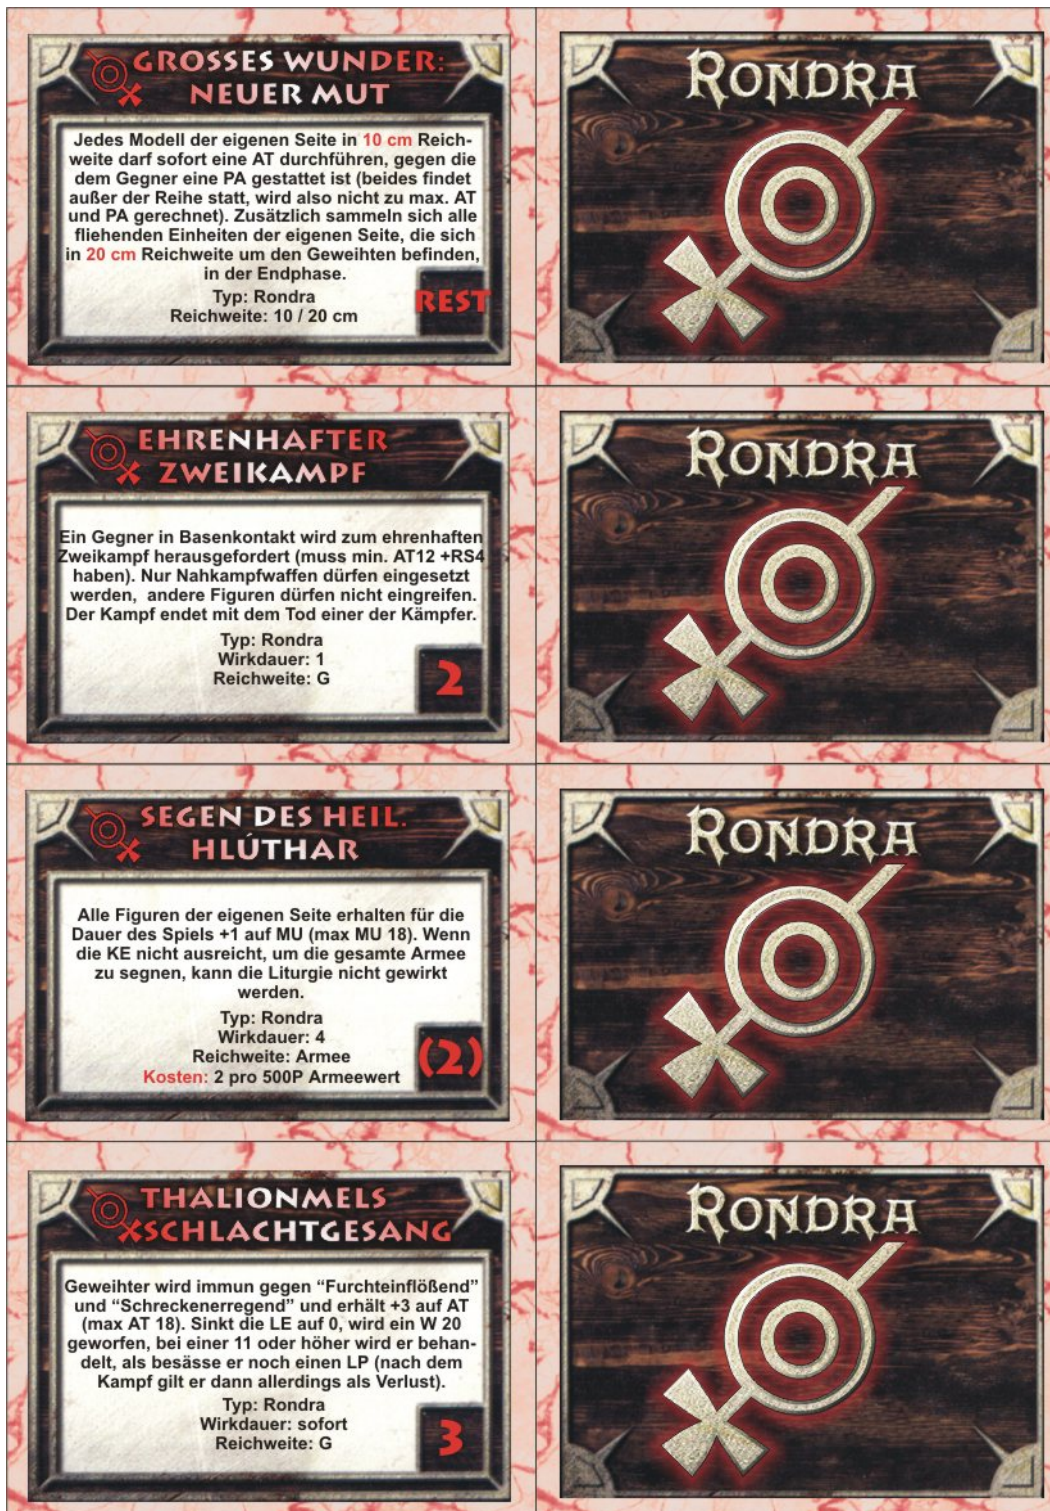 GROSSES WUNDER:
NEUER MUT
Jedes Modell der eigenen Seite in 10 cm Reich-
weite darf sofort eine AT durchführen, gegen die
dem Gegner eine PA gestattet ist (beides findet
außer der Reihe statt, wird also nicht zu max. AT
und PA gerechnet). Zusätzlich sammeln sich alle
fliehenden Einheiten der eigenen Seite, die sich
in 20 cm Reichweite um den Geweihten befinden,
in der Endphase.
Typ: Rondra
Reichweite: 10 / 20 cm
REST
RONDRA
EHRENHAFTER
ZWEIKAMPF
Ein Gegner in Basenkontakt wird zum ehrenhaften
Zweikampf herausgefordert (muss min. AT12 +RS4
haben). Nur Nahkampfwaffen dürfen eingesetzt
werden, andere Figuren dürfen nicht eingreifen.
Der Kampf endet mit dem Tod einer der Kämpfer.
Typ: Rondra
Wirkdauer: 1
Reichweite: G
2
RONDRA
SEGEN DES HEIL.
HLÚTHAR
Alle Figuren der eigenen Seite erhalten für die
Dauer des Spiels +1 auf MU (max MU 18). Wenn
die KE nicht ausreicht, um die gesamte Armee
zu segnen, kann die Liturgie nicht gewirkt
werden.
Typ: Rondra
Wirkdauer: 4
Reichweite: Armee
Kosten: 2 pro 500P Armeewert
(2)
RONDRA
THALIONMELS
SCHLACHTGESANG
Geweihter wird immun gegen “Furchteinflößend”
und “Schreckenerregend” und erhält +3 auf AT
(max AT 18). Sinkt die LE auf 0, wird ein W 20
geworfen, bei einer 11 oder höher wird er behan-
delt, als besässe er noch einen LP (nach dem
Kampf gilt er dann allerdings als Verlust).
Typ: Rondra
Wirkdauer: sofort
Reichweite: G
3
RONDRA